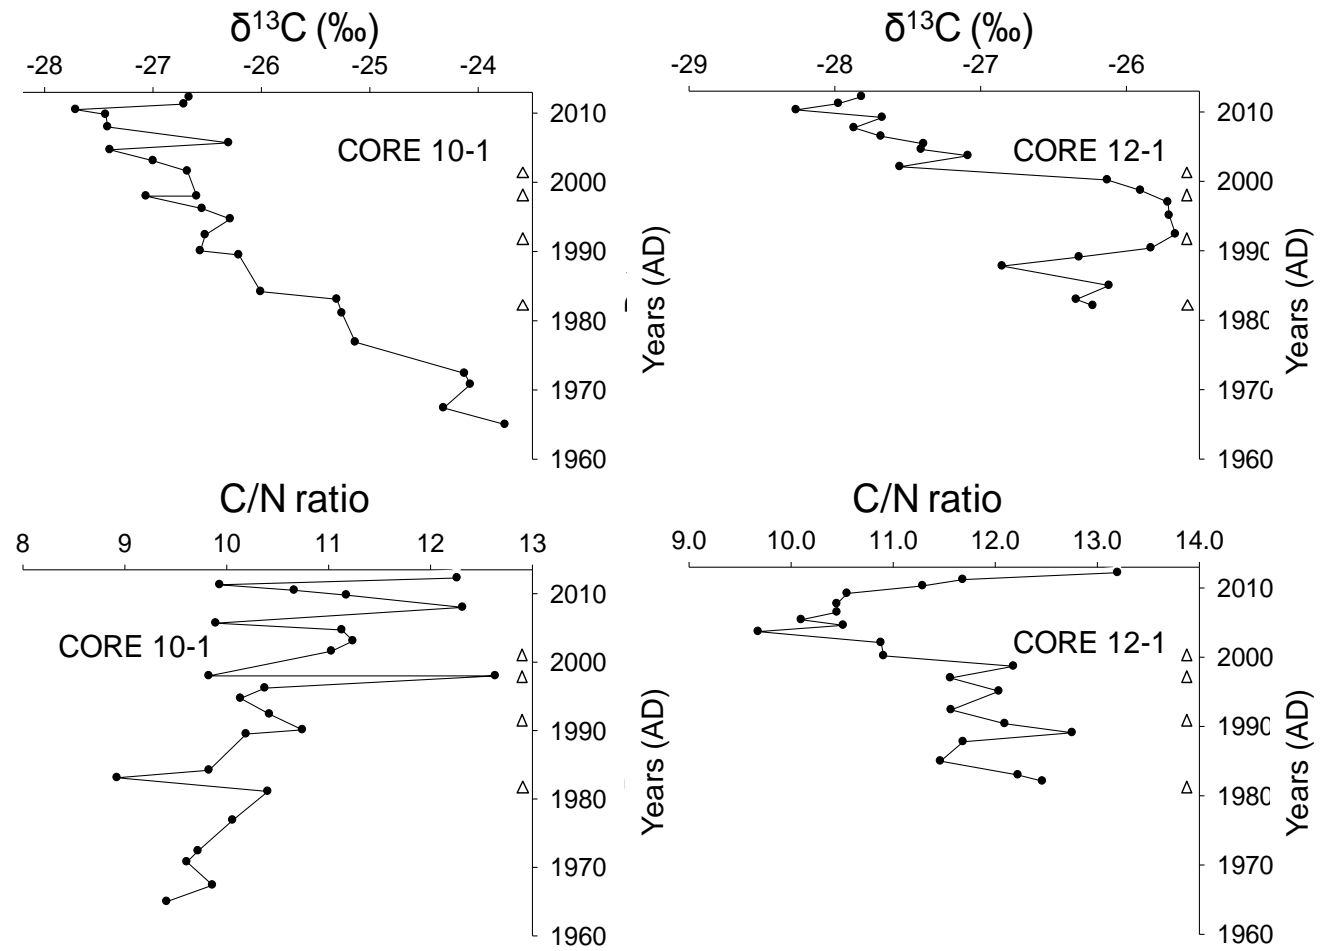 δ¹³C (‰)
-28 -27 -26 -25 -24
CORE 10-1
2010
2000
1990
1980
1970
1960
Years (AD)
δ¹³C (‰)
-29 -28 -27 -26
CORE 12-1
2010
2000
1990
1980
1970
1960
Years (AD)
C/N ratio
8 9 10 11 12 13
CORE 10-1
2010
2000
1990
1980
1970
1960
Years (AD)
C/N ratio
9.0 10.0 11.0 12.0 13.0 14.0
CORE 12-1
2010
2000
1990
1980
1970
1960
Years (AD)